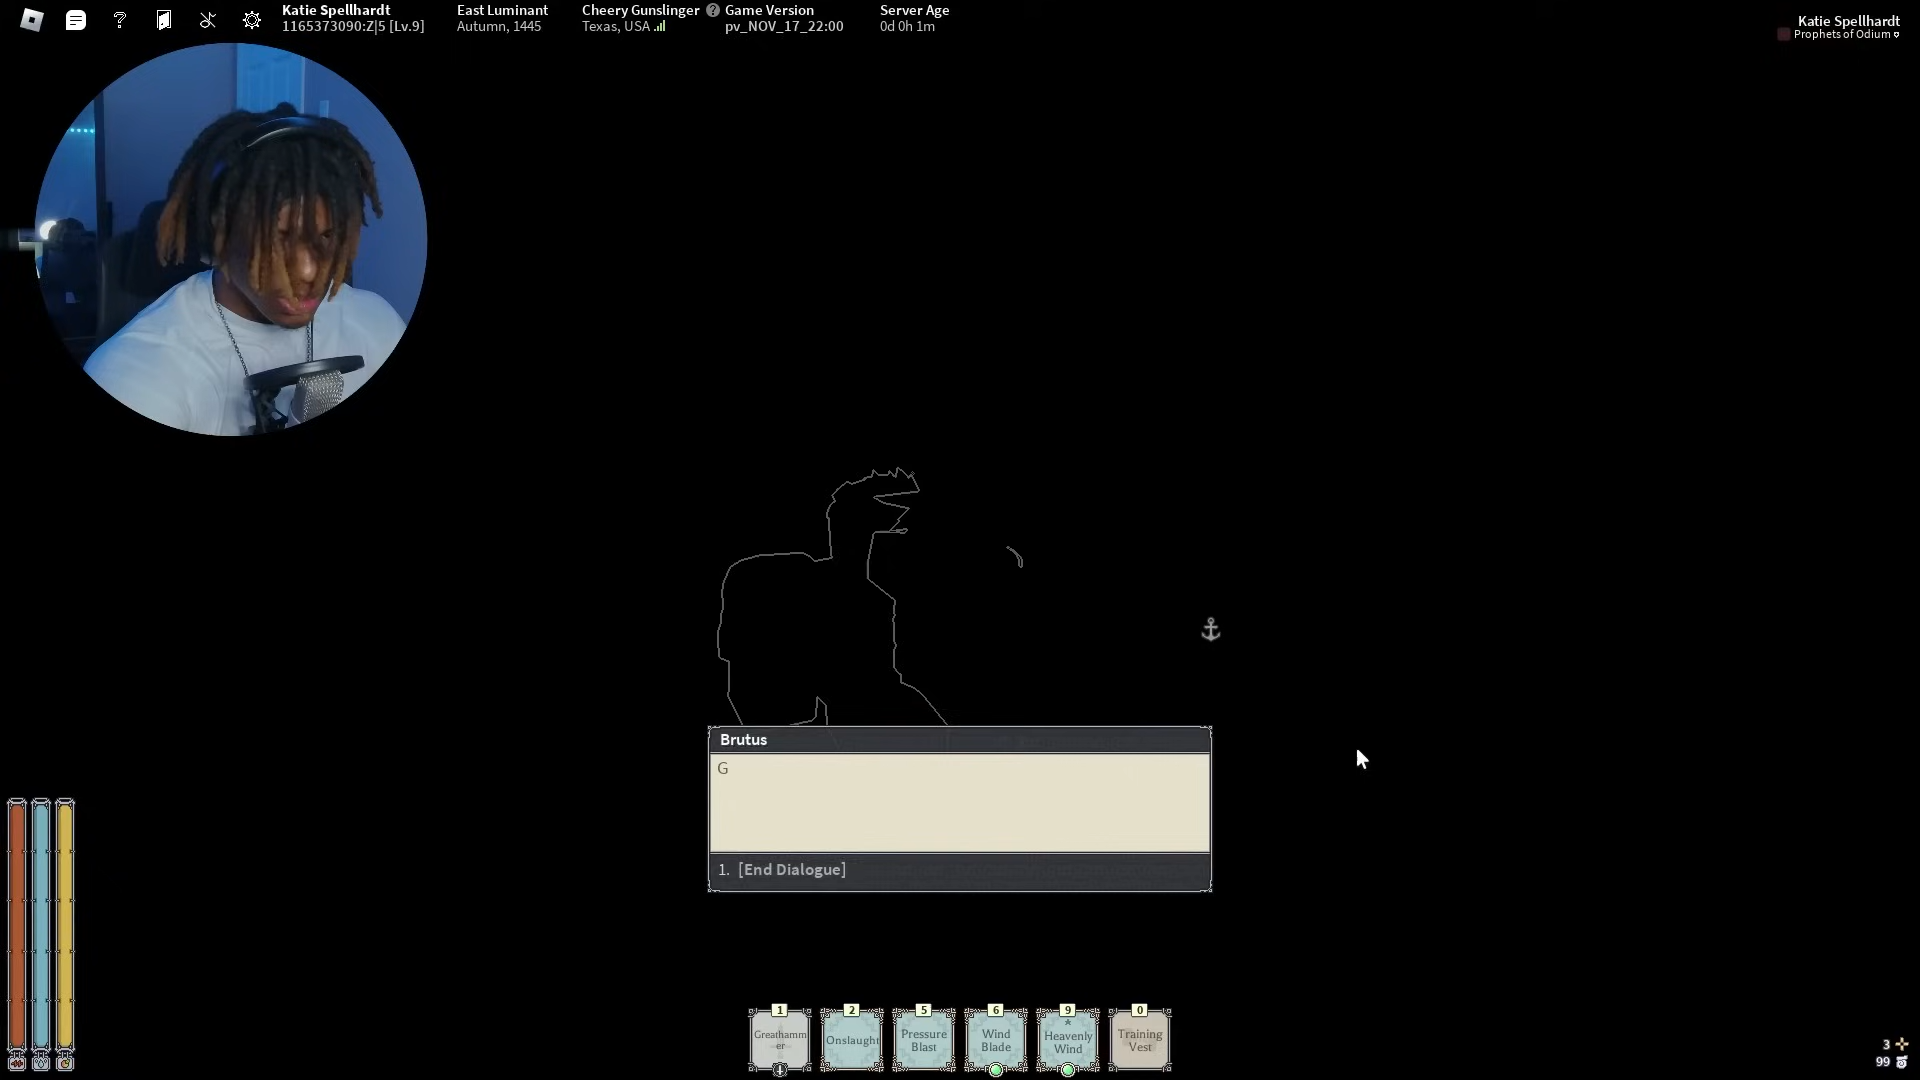 Katie Spellhardt
1165373090:Z|5 [Lv.9]
East Luminant
Autumn, 1445
Cheery Gunslinger
Texas, USA
Game Version
pv_NOV_17_22:00
Server Age
0d 0h 1m
Katie Spellhardt
Prophets of Odium
Brutus
G
1. [End Dialogue]
1
2
5
6
9
0
Greathamm
er
Onslaught
Pressure
Blast
Wind
Blade
Heavenly
Wind
Training
Vest
3
99